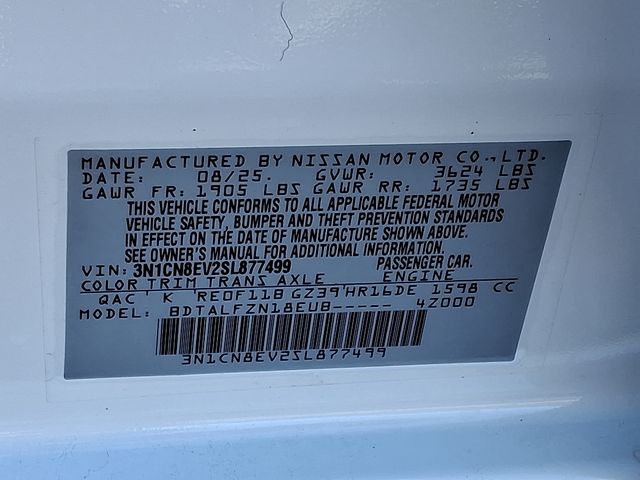 MANUFACTURED BY NISSAN MOTOR CO., LTD.
DATE: 08/25. GVWR: 3624 LBS
GAWR FR: 1905 LBS GAWR RR: 1735 LBS
THIS VEHICLE CONFORMS TO ALL APPLICABLE FEDERAL MOTOR
VEHICLE SAFETY, BUMPER AND THEFT PREVENTION STANDARDS
IN EFFECT ON THE DATE OF MANUFACTURE SHOWN ABOVE.
SEE OWNER'S MANUAL FOR ADDITIONAL INFORMATION.
VIN: 3N1CN8EV2SL877499 PASSENGER CAR.
COLOR TRIM TRANS AXLE ENGINE
QAC K RE0F11B GZ39 HR16DE 1598 CC
MODEL: BDTALFZN18EUB----- 4Z000
3N1CN8EV2SL877499